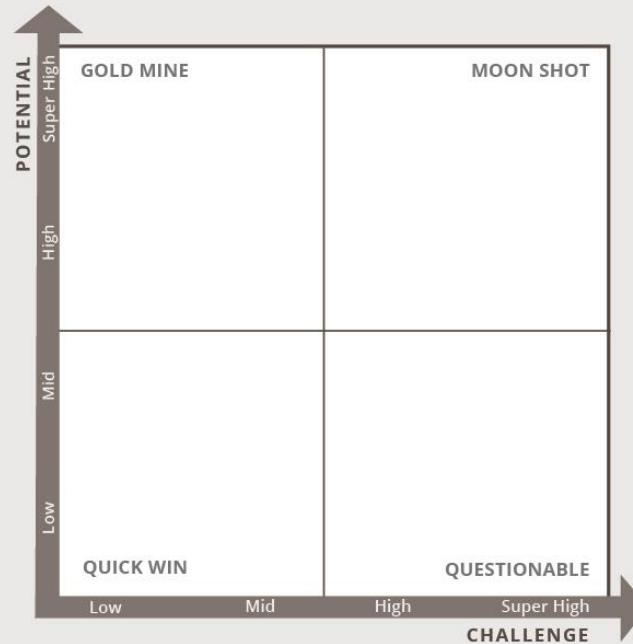 POTENTIAL
Super High
High
Mid
Low
GOLD MINE
MOON SHOT
QUICK WIN
QUESTIONABLE
Low
Mid
High
Super High
CHALLENGE